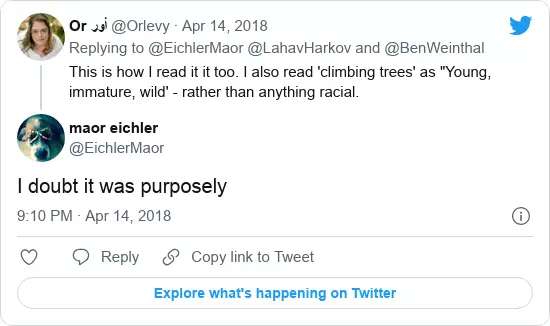 Or أور @Orlevy · Apr 14, 2018
Replying to @EichlerMaor @LahavHarkov and @BenWeinthal
This is how I read it it too. I also read 'climbing trees' as "Young,
immature, wild' - rather than anything racial.
maor eichler
@EichlerMaor
I doubt it was purposely
9:10 PM · Apr 14, 2018
Reply
Copy link to Tweet
Explore what's happening on Twitter